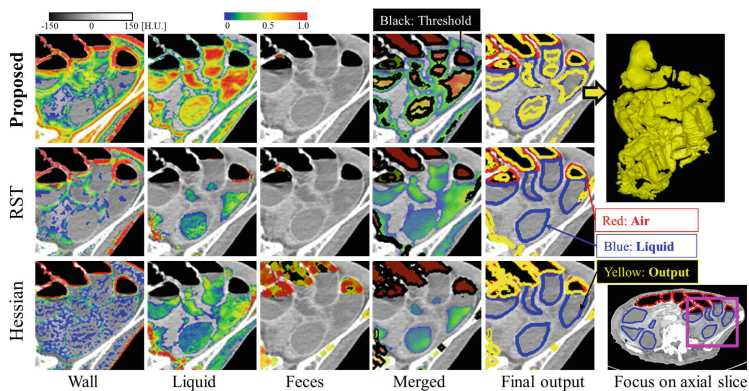 -150 150 [H.U.]
0 0.5 1.0
Black: Threshold
Proposed
RST
Hessian
Red: Air
Blue: Liquid
Yellow: Output
Wall Liquid Feces Merged Final output Focus on axial slice